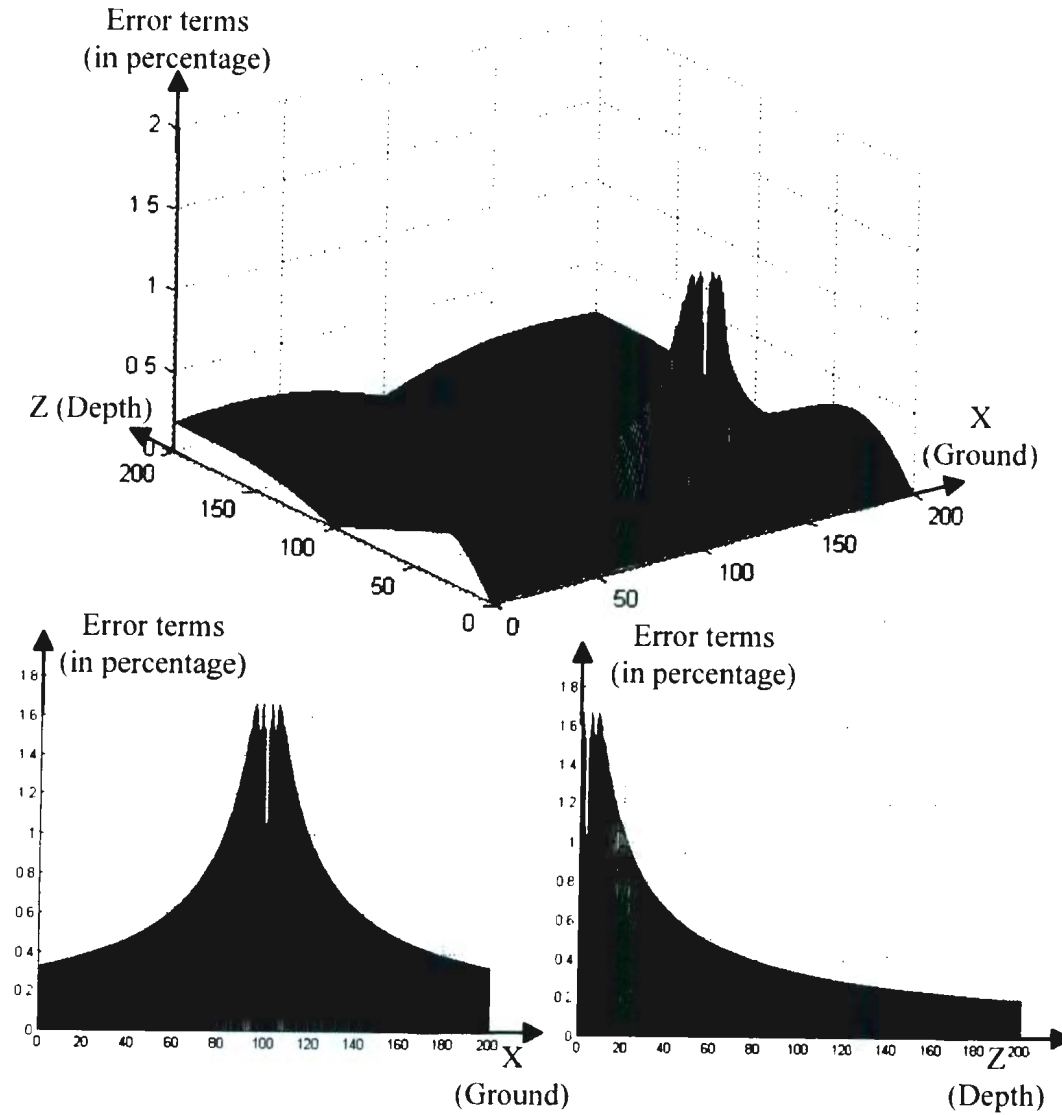 Error terms
(in percentage)
2
1 5
1
0 5
0
Z (Depth)
200
150
100
50
0
0
50
100
150
200
X
(Ground)
Error terms
(in percentage)
1.8
1.6
1.4
1.2
1
0.8
0.6
0.4
0.2
0
0 20 40 60 80 100 120 140 160 180 200
X
(Ground)
Error terms
(in percentage)
1 8
1.6
1.4
1.2
1
0 8
0 6
0 4
0 2
0
0 20 40 60 80 100 120 140 160 180 200
Z
(Depth)